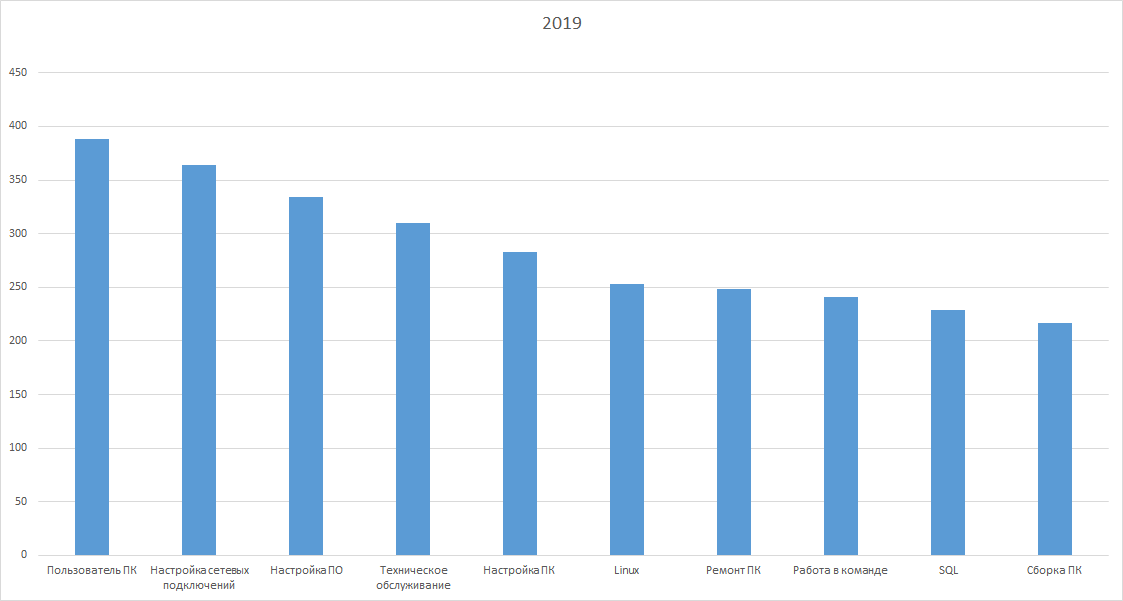 2019
450
400
350
300
250
200
150
100
50
0
Пользователь ПК
Настройка сетевых
подключений
Настройка ПО
Техническое
обслуживание
Настройка ПК
Linux
Ремонт ПК
Работа в команде
SQL
Сборка ПК